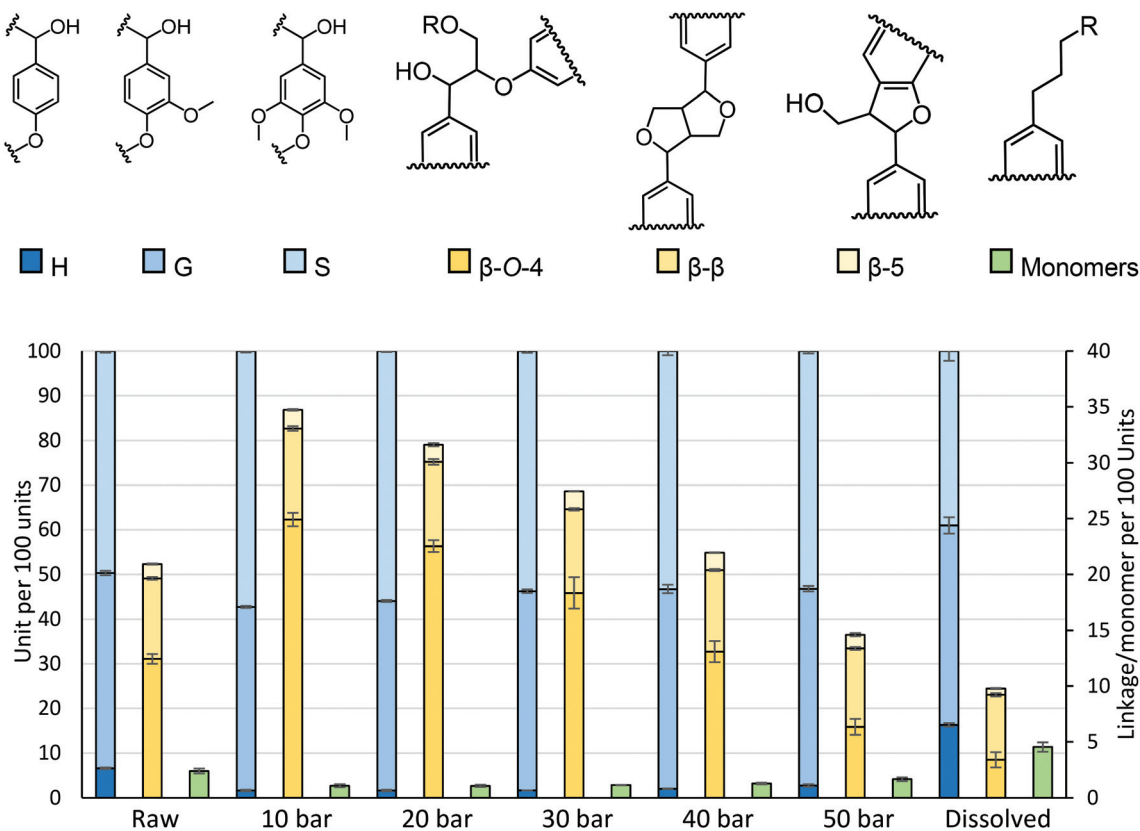 OH
O
OH
O
O
OH
O
O
O
RO
HO
O
O
O
HO
O
R
H
G
S
β-O-4
β-β
β-5
Monomers
Unit per 100 units
100
90
80
70
60
50
40
30
20
10
0
40
35
30
25
20
15
10
5
0
Linkage/monomer per 100 Units
Raw
10 bar
20 bar
30 bar
40 bar
50 bar
Dissolved